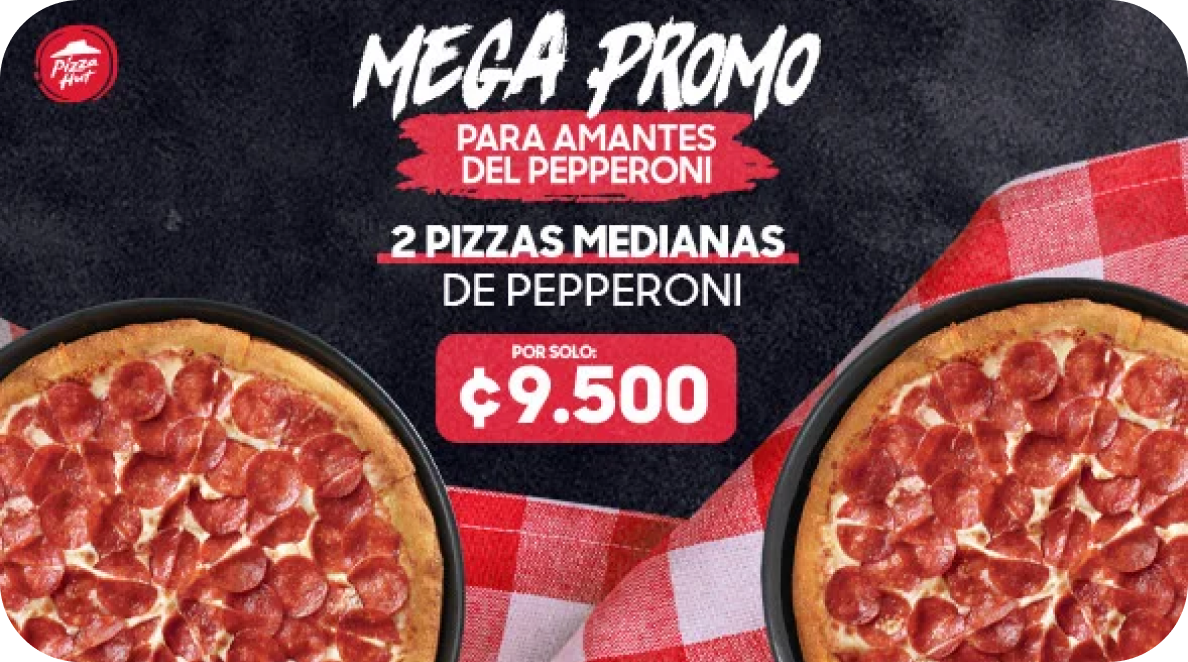 Pizza
Hut
MEGA PROMO
PARA AMANTES
DEL PEPPERONI
2 PIZZAS MEDIANAS
DE PEPPERONI
POR SOLO:
₡9.500